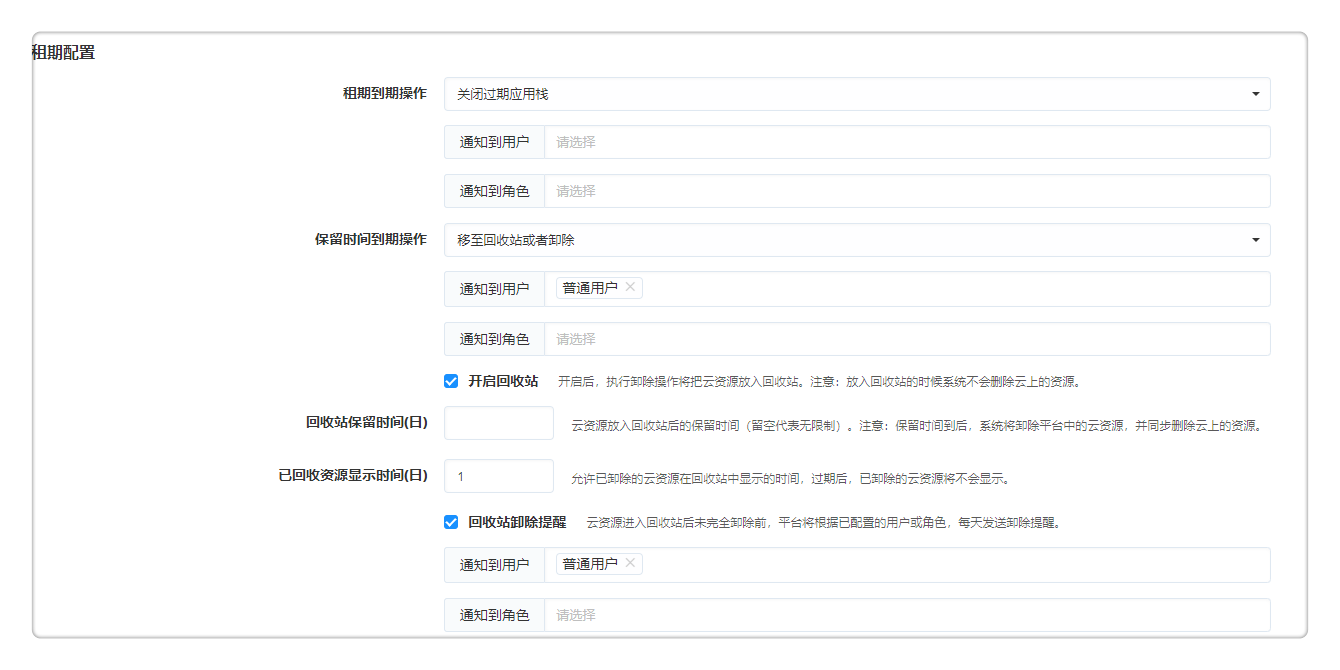 租期配置
租期到期操作 关闭过期应用栈
通知到用户 请选择
通知到角色 请选择
保留时间到期操作 移至回收站或者卸除
通知到用户 普通用户 ×
通知到角色 请选择
开启回收站 开启后，执行卸除操作将把云资源放入回收站。注意：放入回收站的时候系统不会删除云上的资源。
回收站保留时间(日) 云资源放入回收站后的保留时间（留空代表无限制）。注意：保留时间到后，系统将卸除平台中的云资源，并同步删除云上的资源。
已回收资源显示时间(日) 1 允许已卸除的云资源在回收站中显示的时间，过期后，已卸除的云资源将不会显示。
回收站卸除提醒 云资源进入回收站后未完全卸除前，平台将根据已配置的用户或角色，每天发送卸除提醒。
通知到用户 普通用户 ×
通知到角色 请选择